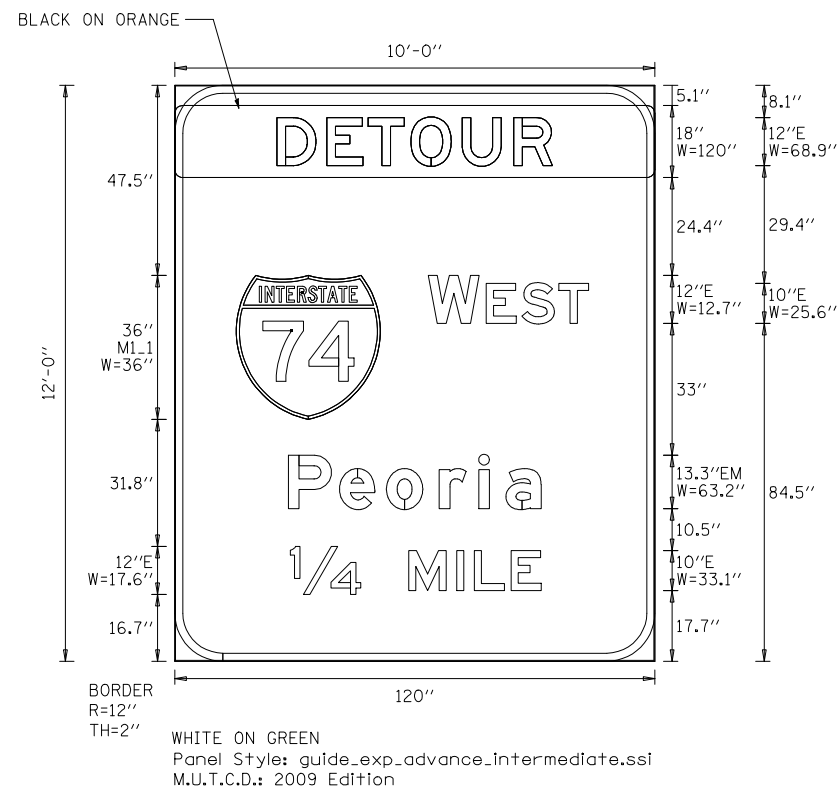 BLACK ON ORANGE
10'-0''
5.1''
8.1''
DETOUR
18''
W=120''
12''E
W=68.9''
47.5''
24.4''
29.4''
INTERSTATE
74
WEST
12''E
W=12.7''
10''E
W=25.6''
36''
M1_1
W=36''
12'-0''
33''
31.8''
Peoria
13.3''EM
W=63.2''
84.5''
10.5''
12''E
W=17.6''
1/4 MILE
10''E
W=33.1''
16.7''
17.7''
BORDER
R=12''
TH=2''
120''
WHITE ON GREEN
Panel Style: guide_exp_advance_intermediate.ssi
M.U.T.C.D.: 2009 Edition